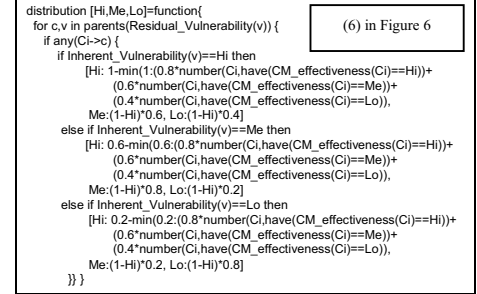 distribution [Hi,Me,Lo]=function{
for c,v in parents(Residual_Vulnerability(v)) {
if any(Ci->c) {
if Inherent_Vulnerability(v)==Hi then
[Hi: 1-min(1:(0.8*number(Ci,have(CM_effectiveness(Ci)==Hi))+
(0.6*number(Ci,have(CM_effectiveness(Ci)==Me))+
(0.4*number(Ci,have(CM_effectiveness(Ci)==Lo)),
Me:(1-Hi)*0.6, Lo:(1-Hi)*0.4]
else if Inherent_Vulnerability(v)==Me then
[Hi: 0.6-min(0.6:(0.8*number(Ci,have(CM_effectiveness(Ci)==Hi))+
(0.6*number(Ci,have(CM_effectiveness(Ci)==Me))+
(0.4*number(Ci,have(CM_effectiveness(Ci)==Lo)),
Me:(1-Hi)*0.8, Lo:(1-Hi)*0.2]
else if Inherent_Vulnerability(v)==Lo then
[Hi: 0.2-min(0.2:(0.8*number(Ci,have(CM_effectiveness(Ci)==Hi))+
(0.6*number(Ci,have(CM_effectiveness(Ci)==Me))+
(0.4*number(Ci,have(CM_effectiveness(Ci)==Lo)),
Me:(1-Hi)*0.2, Lo:(1-Hi)*0.8]
}} }
(6) in Figure 6